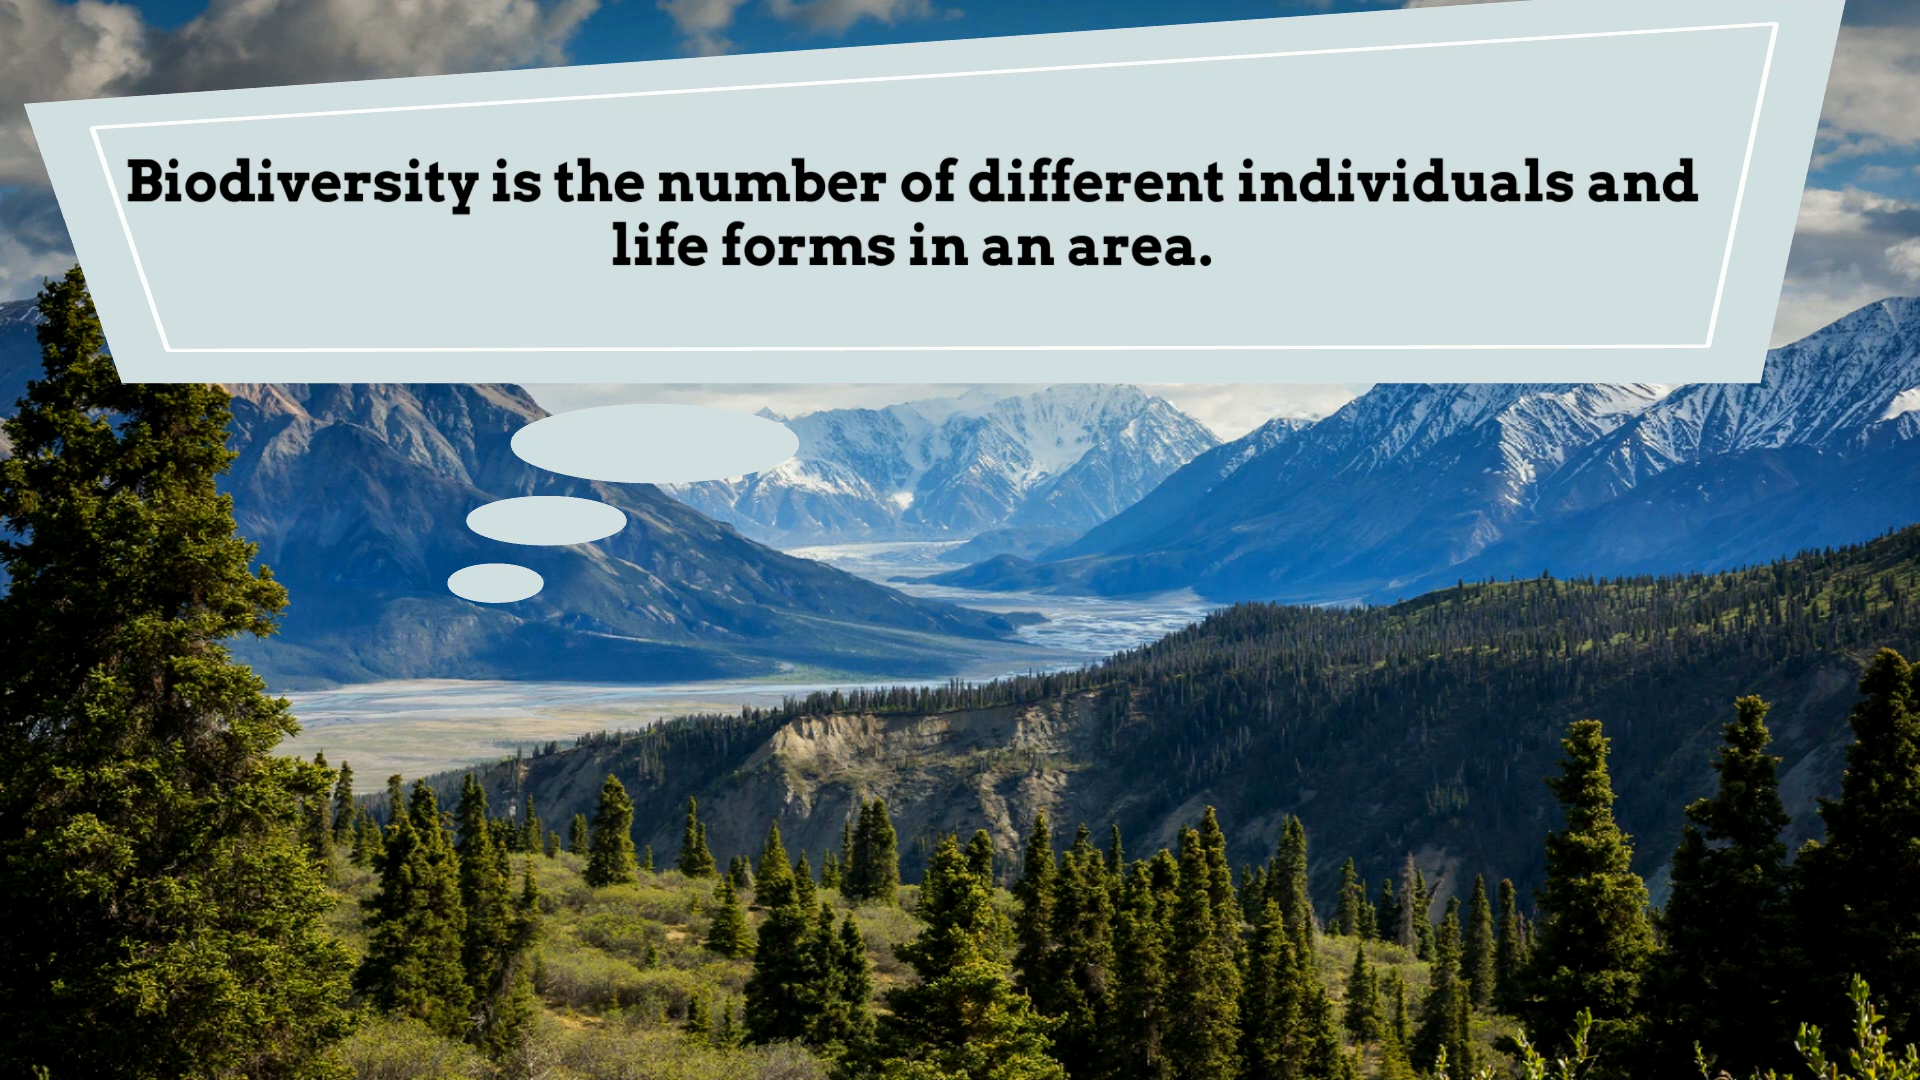 Biodiversity is the number of different individuals and
life forms in an area.